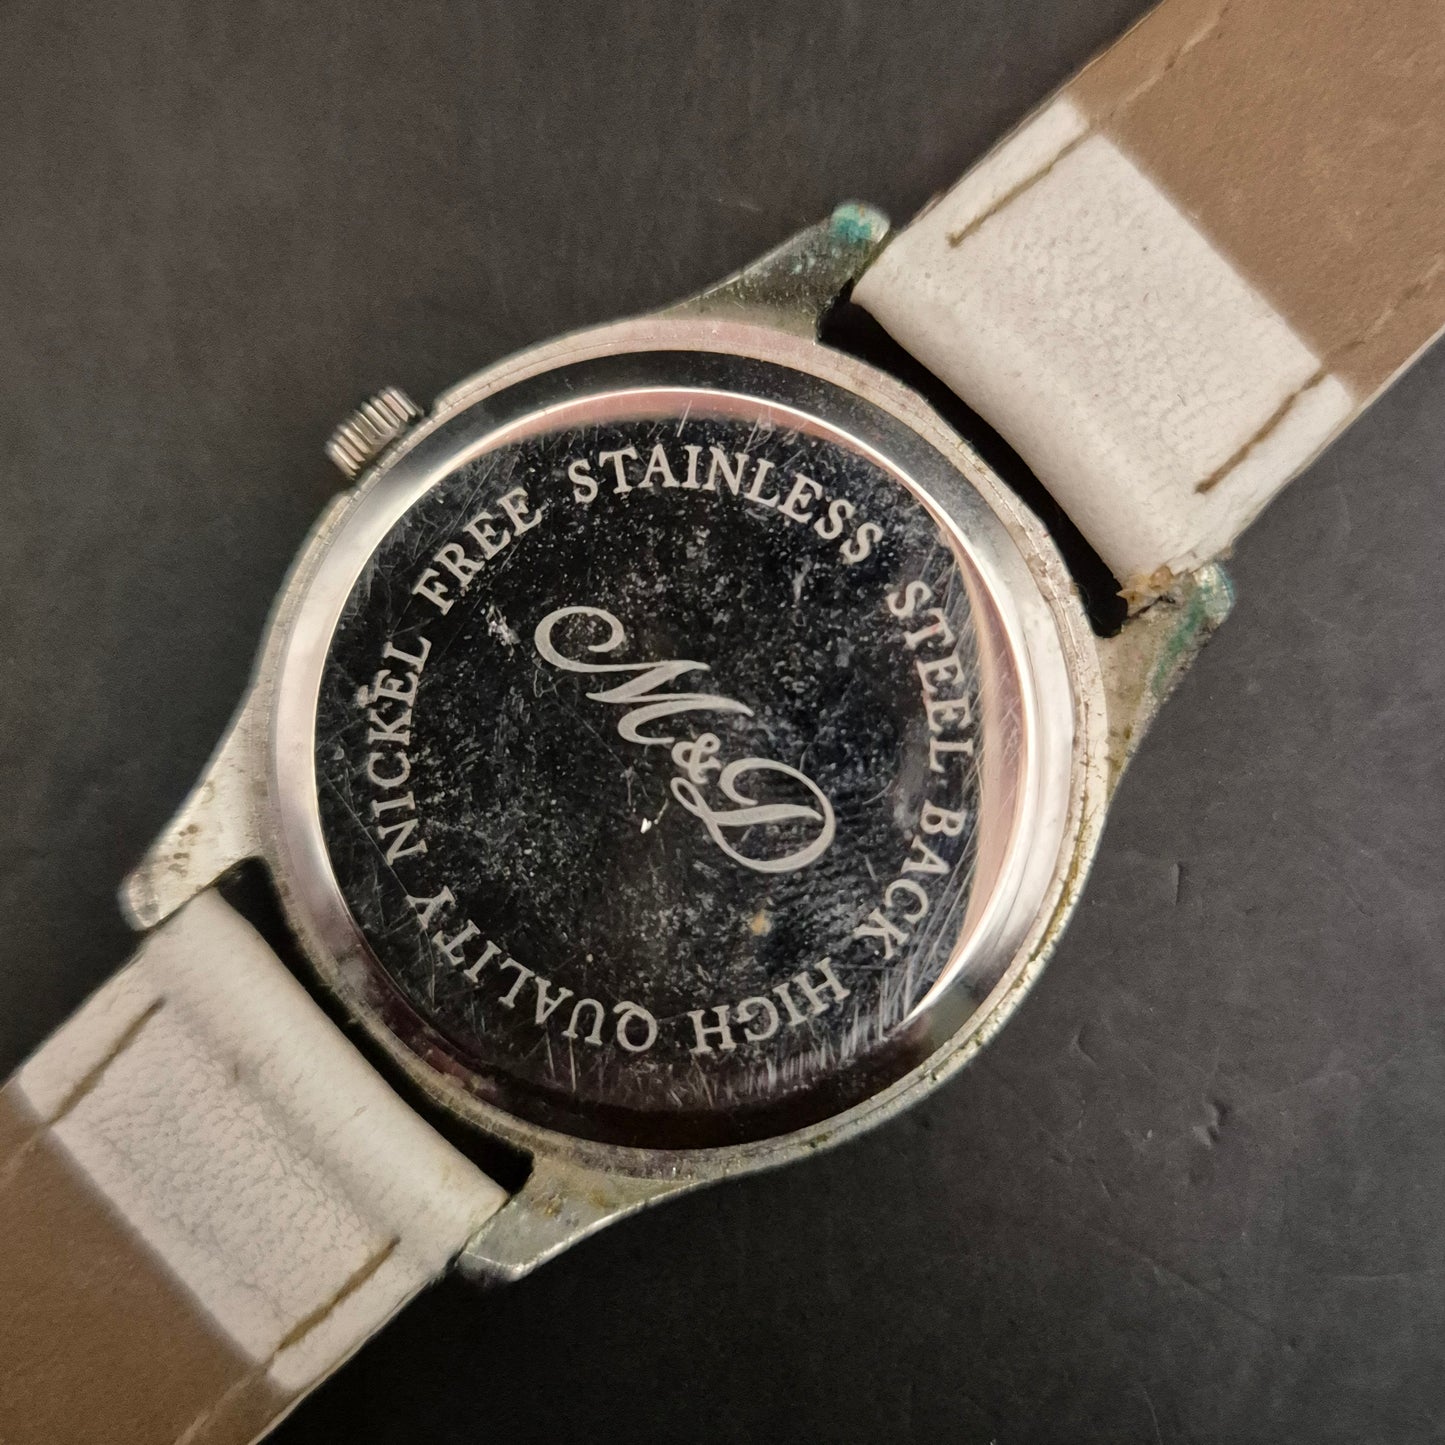 NICKEL FREE STAINLESS STEEL BACK HIGH QUALITY
M&D